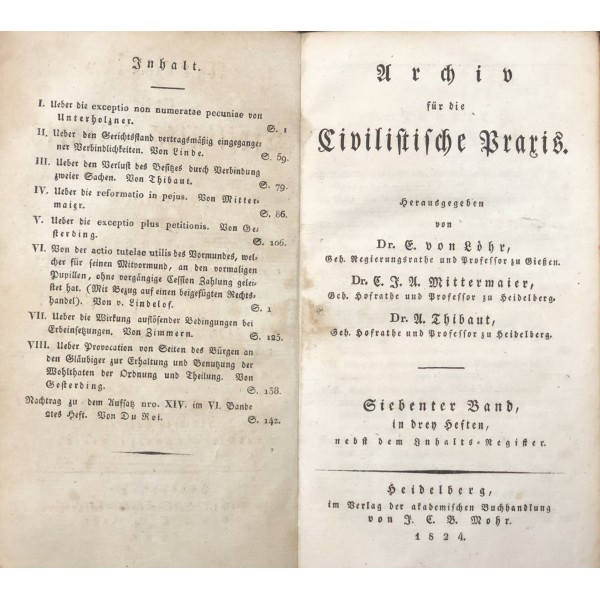 Inhalt.
I. Ueber die exceptio non numeratae pecuniae von
Unterholzner. S. 1
II. Ueber den Gerichtsstand vertragsmäßig eingegange-
ner Verbindlichkeiten. Von Linde. S. 59.
III. Ueber den Verlust des Besitzes durch Verbindung
zweier Sachen. Von Thibaut. S. 79.
IV. Ueber die reformatio in pejus. Von Mitter-
maier. S. 86.
V. Ueber die exceptio plus petitionis. Von Ge-
sterding. S. 106.
VI. Von der actio tutelae utilis des Vormundes, wel-
cher für seinen Mitvormund, an den vormaligen
Pupillen, ohne vorgängige Cession Zahlung gelei-
stet hat. (Mit Bezug auf einen beigefügten Rechts-
handel). Von v. Lindelof. S. 1
VII. Ueber die Wirkung auflösender Bedingungen bei
Erbeinsetzungen. Von Zimmern. S. 125.
VIII. Ueber Provocation von Seiten des Bürgen an
den Gläubiger zur Erhaltung und Benutzung der
Wohlthaten der Ordnung und Theilung. Von
Gesterding. S. 138.
Nachtrag zu dem Aufsatz nro. XIV. im VI. Bande
2tes Heft. Von Du Roi. S. 142.
Archiv
für die
Civilistische Praxis.
Herausgegeben
von
Dr. E. von Löhr,
Geh. Regierungsrathe und Professor zu Gießen.
Dr. C. J. A. Mittermaier,
Geh. Hofrathe und Professor zu Heidelberg.
Dr. A. Thibaut,
Geh. Hofrathe und Professor zu Heidelberg.
Siebenter Band,
in drey Heften,
nebst dem Inhalts-Register.
Heidelberg,
im Verlag der akademischen Buchhandlung
von J. C. B. Mohr.
1824.